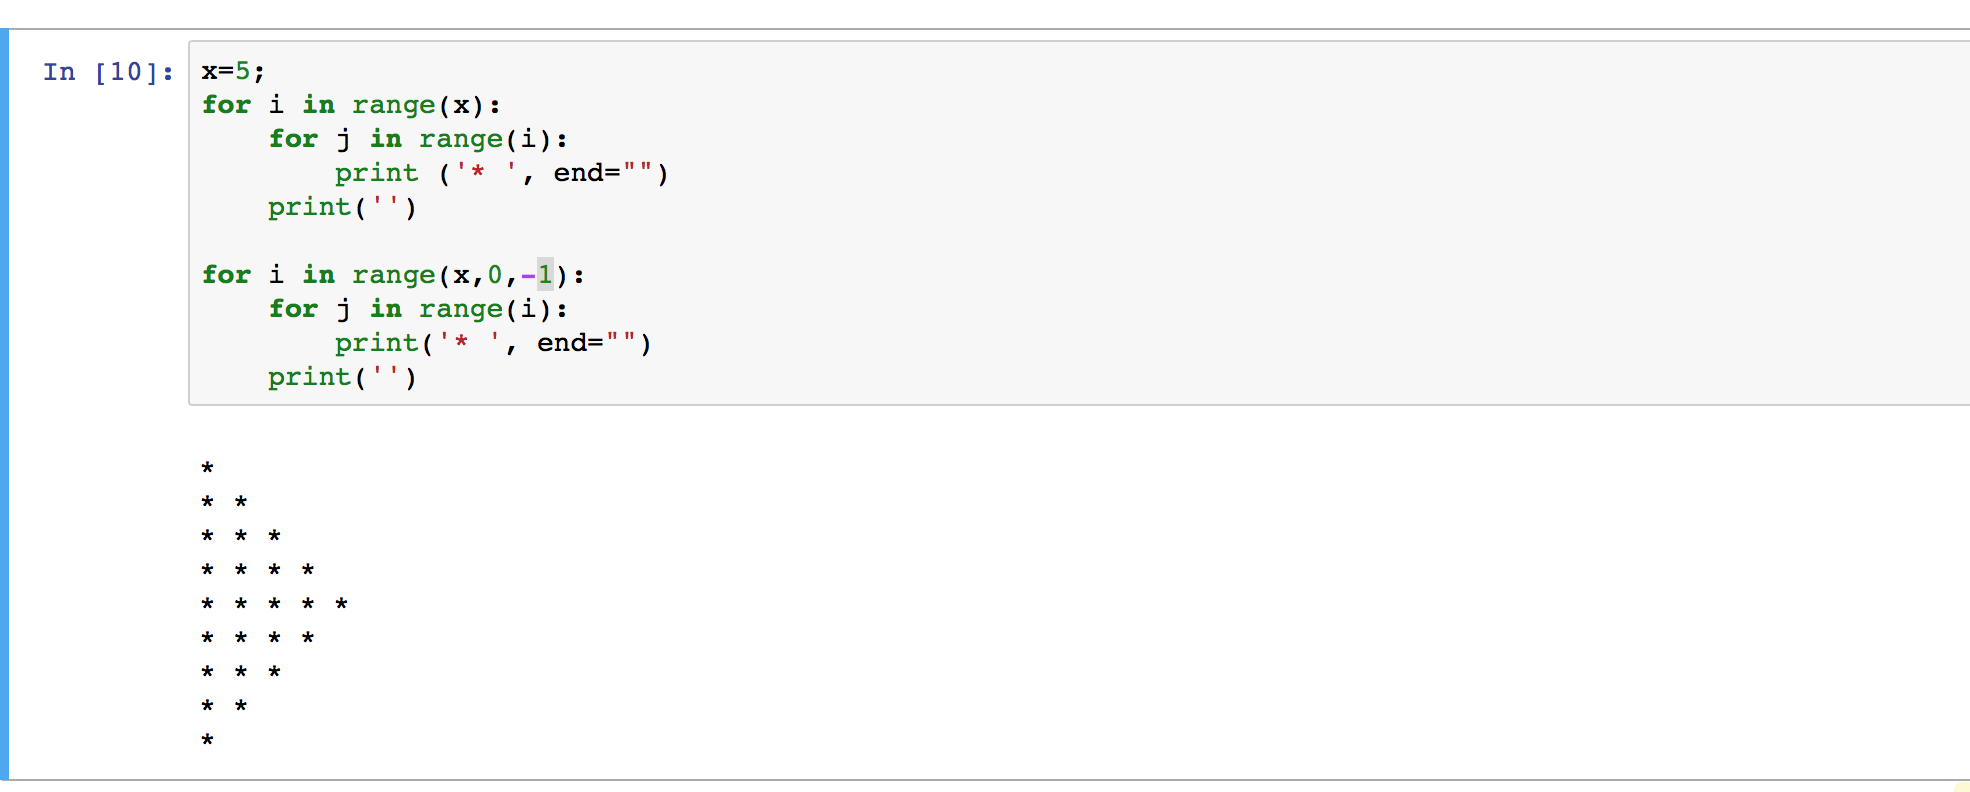 In [10]: x=5;
for i in range(x):
    for j in range(i):
        print ('* ', end="")
    print('')

for i in range(x,0,-1):
    for j in range(i):
        print('* ', end="")
    print('')

*
* *
* * *
* * * *
* * * * *
* * * *
* * *
* *
*